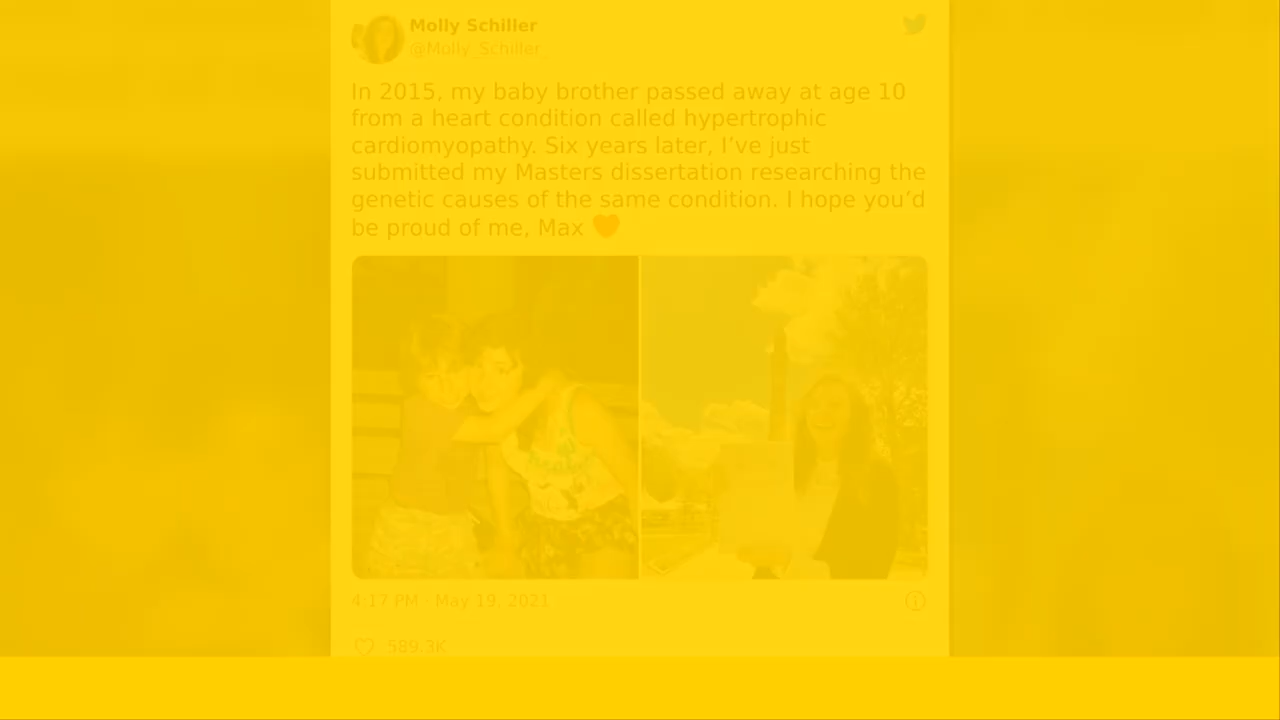 Molly Schiller
@Molly_Schiller_
In 2015, my baby brother passed away at age 10
from a heart condition called hypertrophic
cardiomyopathy. Six years later, I’ve just
submitted my Masters dissertation researching the
genetic causes of the same condition. I hope you’d
be proud of me, Max 🧡
4:17 PM · May 19, 2021
589.3K